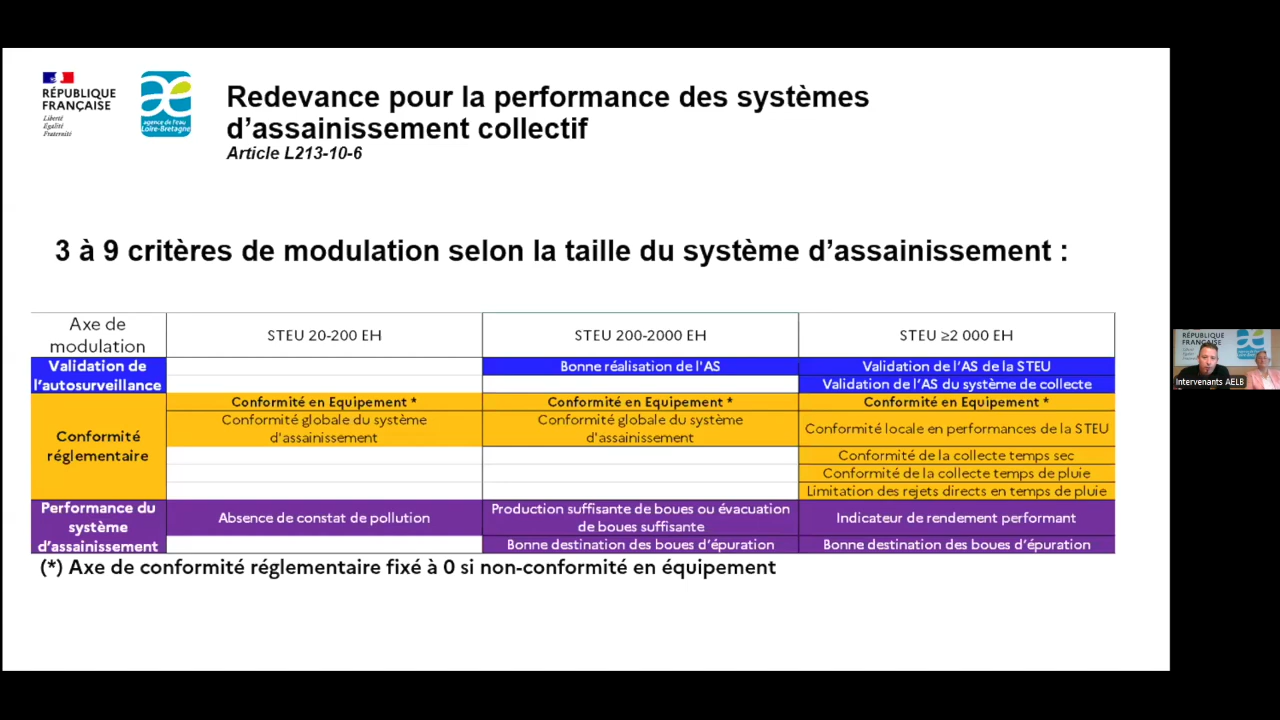 RÉPUBLIQUE
FRANÇAISE
Liberté
Égalité
Fraternité
agence de l'eau
Loire-Bretagne
Redevance pour la performance des systèmes
d'assainissement collectif
Article L213-10-6
3 à 9 critères de modulation selon la taille du système d'assainissement :
Axe de
modulation
STEU 20-200 EH
STEU 200-2000 EH
STEU ≥2 000 EH
Validation de
l'autosurveillance
Bonne réalisation de l'AS
Validation de l'AS de la STEU
Validation de l'AS du système de collecte
Conformité
réglementaire
Conformité en Equipement *
Conformité en Equipement *
Conformité en Equipement *
Conformité globale du système
d'assainissement
Conformité globale du système
d'assainissement
Conformité locale en performances de la STEU
Conformité de la collecte temps sec
Conformité de la collecte temps de pluie
Limitation des rejets directs en temps de pluie
Performance du
système
d'assainissement
Absence de constat de pollution
Production suffisante de boues ou évacuation
de boues suffisante
Indicateur de rendement performant
Bonne destination des boues d'épuration
Bonne destination des boues d'épuration
(*) Axe de conformité réglementaire fixé à 0 si non-conformité en équipement
RÉPUBLIQUE
FRANÇAISE
Intervenants AELB